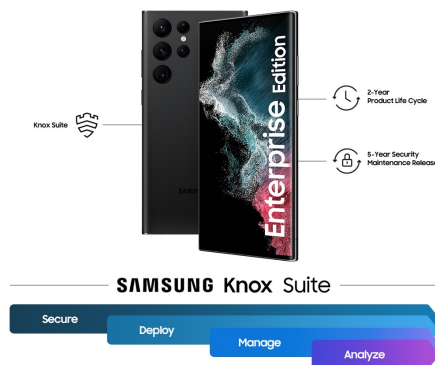 Knox Suite
SAMSUNG
Enterprise Edition
2-Year
Product Life Cycle
5-Year Security
Maintenance Release
SAMSUNG Knox Suite
Secure
Deploy
Manage
Analyze